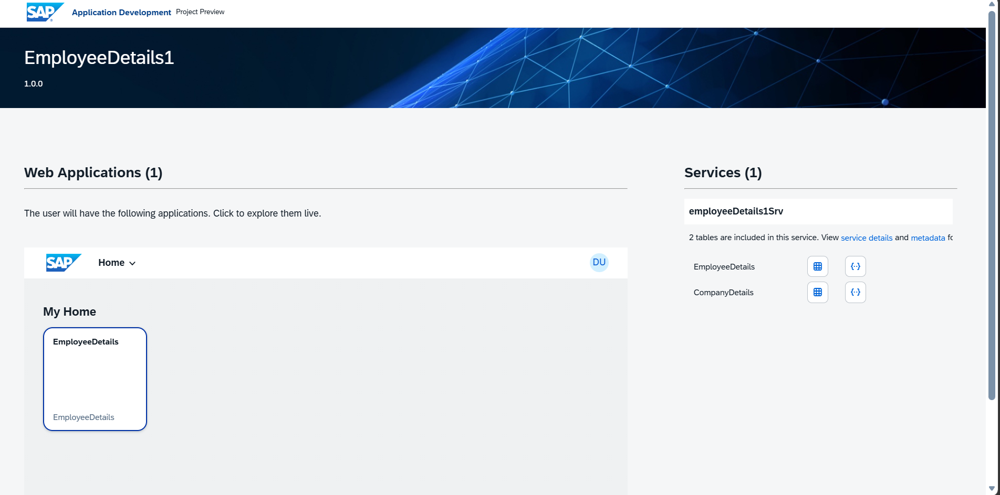 SAP Application Development Project Preview
EmployeeDetails1
1.0.0
Web Applications (1)
The user will have the following applications. Click to explore them live.
SAP Home DU
My Home
EmployeeDetails
EmployeeDetails
Services (1)
employeeDetails1Srv
2 tables are included in this service. View service details and metadata
EmployeeDetails
CompanyDetails